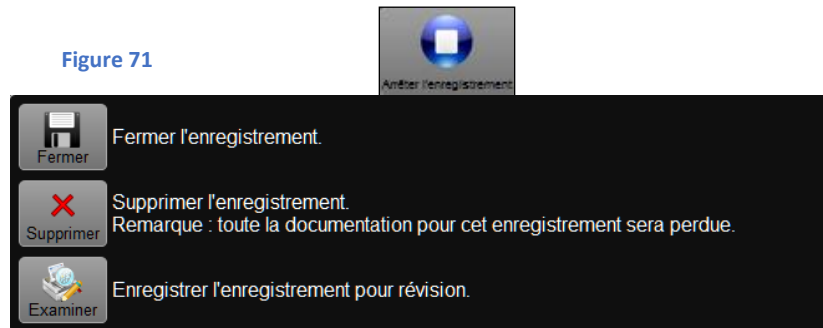 Figure 71
Arrêter l'enregistrement
Fermer
Fermer l'enregistrement.
Supprimer
Supprimer l'enregistrement.
Remarque : toute la documentation pour cet enregistrement sera perdue.
Examiner
Enregistrer l'enregistrement pour révision.